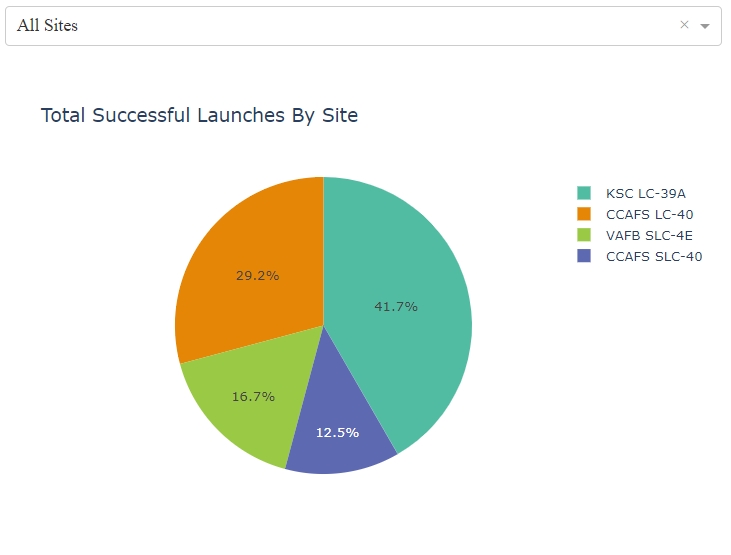 All Sites ×
Total Successful Launches By Site
KSC LC-39A
CCAFS LC-40
VAFB SLC-4E
CCAFS SLC-40
29.2%
41.7%
16.7%
12.5%